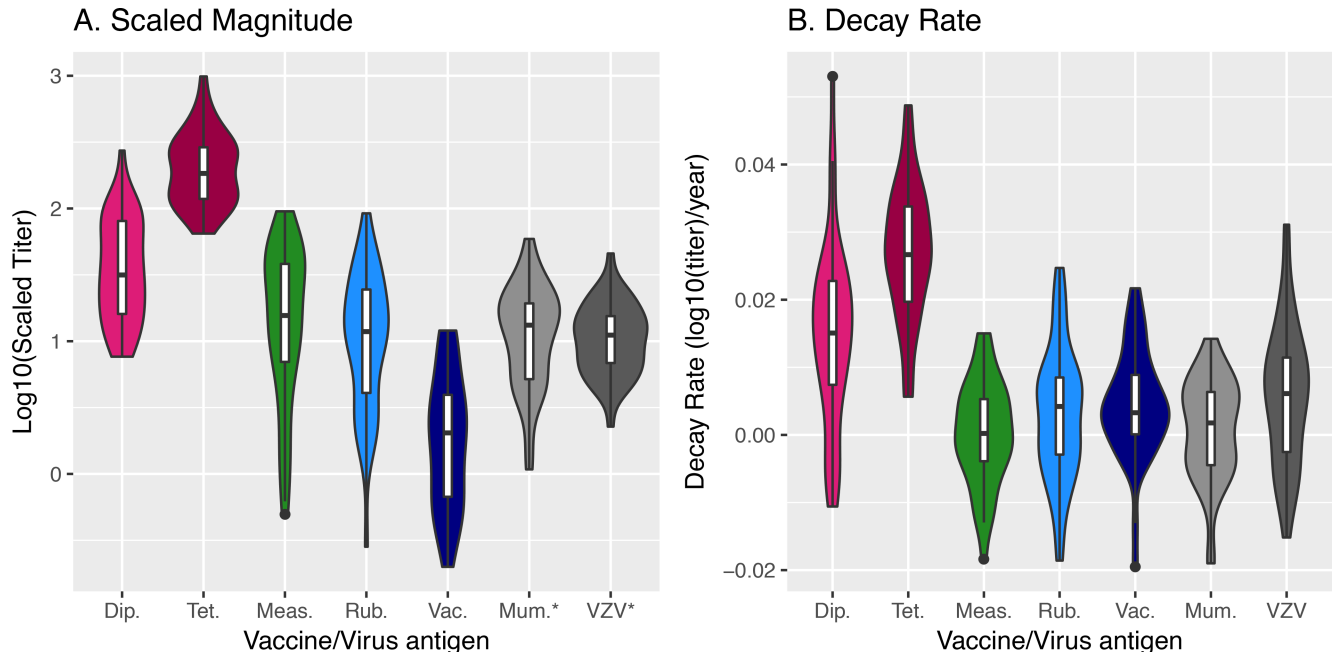 A. Scaled Magnitude
Log10(Scaled Titer)
3
2
1
0
Dip. Tet. Meas. Rub. Vac. Mum.* VZV*
Vaccine/Virus antigen
B. Decay Rate
Decay Rate (log10(titer)/year)
0.04
0.02
0.00
−0.02
Dip. Tet. Meas. Rub. Vac. Mum. VZV
Vaccine/Virus antigen